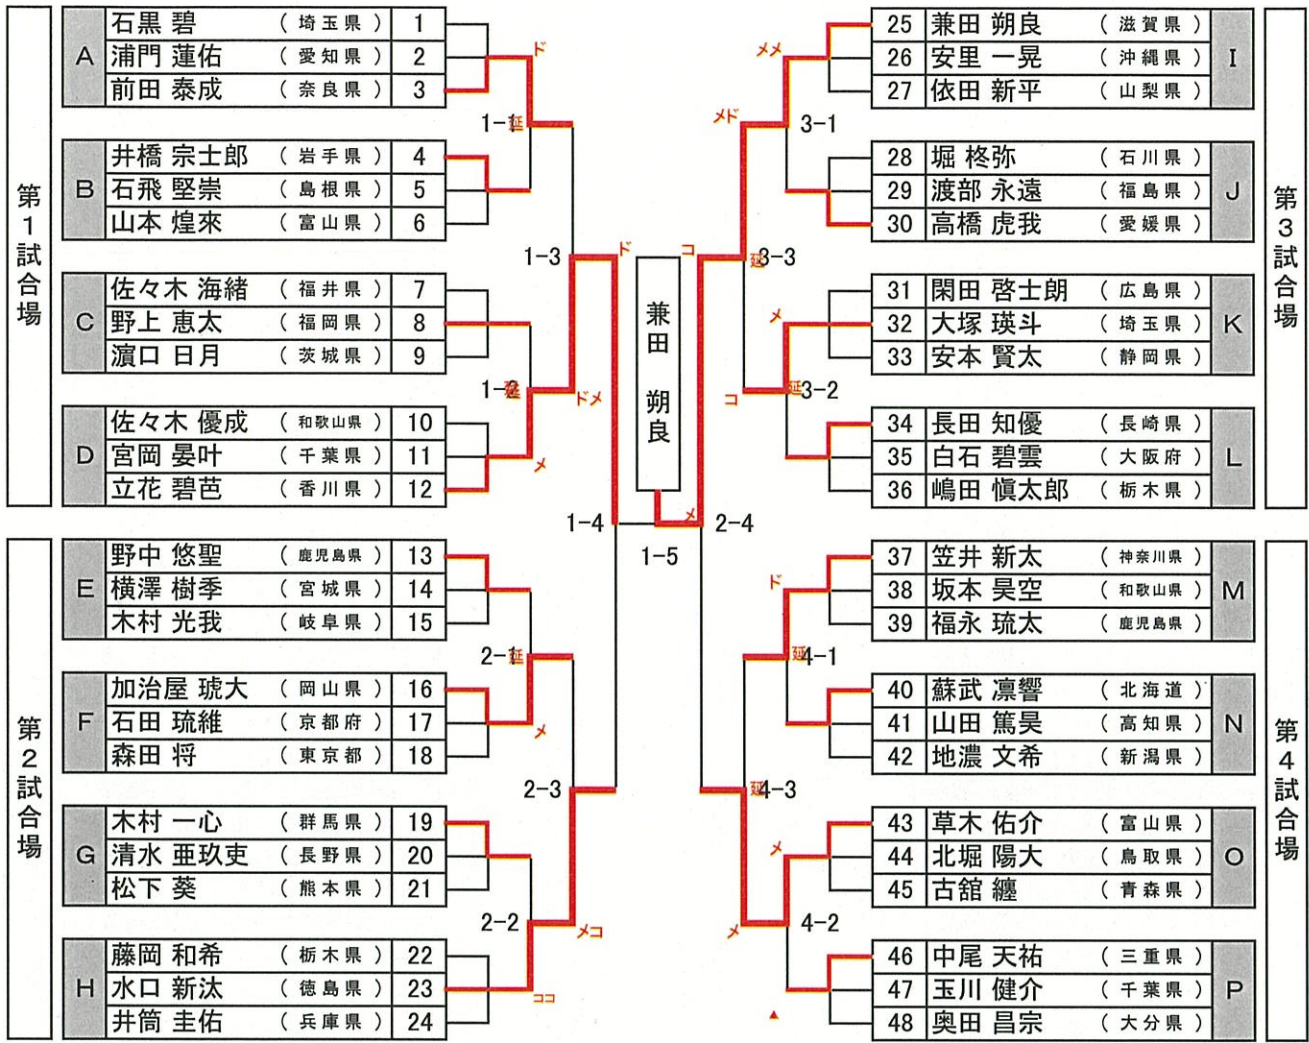 第1試合場
A
石黒 碧 (埼玉県) 1
浦門 蓮佑 (愛知県) 2
前田 泰成 (奈良県) 3
B
井橋 宗士郎 (岩手県) 4
石飛 堅崇 (島根県) 5
山本 煌來 (富山県) 6
C
佐々木 海緒 (福井県) 7
野上 恵太 (福岡県) 8
濵口 日月 (茨城県) 9
D
佐々木 優成 (和歌山県) 10
宮岡 晏叶 (千葉県) 11
立花 碧芭 (香川県) 12
第2試合場
E
野中 悠聖 (鹿児島県) 13
横澤 樹季 (宮城県) 14
木村 光我 (岐阜県) 15
F
加治屋 琥大 (岡山県) 16
石田 琉維 (京都府) 17
森田 将 (東京都) 18
G
木村 一心 (群馬県) 19
清水 亜玖吏 (長野県) 20
松下 葵 (熊本県) 21
H
藤岡 和希 (栃木県) 22
水口 新汰 (徳島県) 23
井筒 圭佑 (兵庫県) 24
ド
延
1-1
1-3
ド
延
1-2
ドメ
メ
1-4
延
2-1
メ
2-3
2-2
メコ
ココ
兼田 朔良
1-5
メ
メメ
メド
3-1
コ
延
3-3
メ
延
3-2
コ
2-4
ド
延
4-1
延
4-3
メ
4-2
メ
▲
第3試合場
25 兼田 朔良 (滋賀県)
26 安里 一晃 (沖縄県)
27 依田 新平 (山梨県)
I
28 堀 柊弥 (石川県)
29 渡部 永遠 (福島県)
30 高橋 虎我 (愛媛県)
J
31 閑田 啓士朗 (広島県)
32 大塚 瑛斗 (埼玉県)
33 安本 賢太 (静岡県)
K
34 長田 知優 (長崎県)
35 白石 碧雲 (大阪府)
36 嶋田 愼太郎 (栃木県)
L
第4試合場
37 笠井 新太 (神奈川県)
38 坂本 昊空 (和歌山県)
39 福永 琉太 (鹿児島県)
M
40 蘇武 凛響 (北海道)
41 山田 篤昊 (高知県)
42 地濃 文希 (新潟県)
N
43 草木 佑介 (富山県)
44 北堀 陽大 (鳥取県)
45 古舘 纏 (青森県)
O
46 中尾 天祐 (三重県)
47 玉川 健介 (千葉県)
48 奥田 昌宗 (大分県)
P